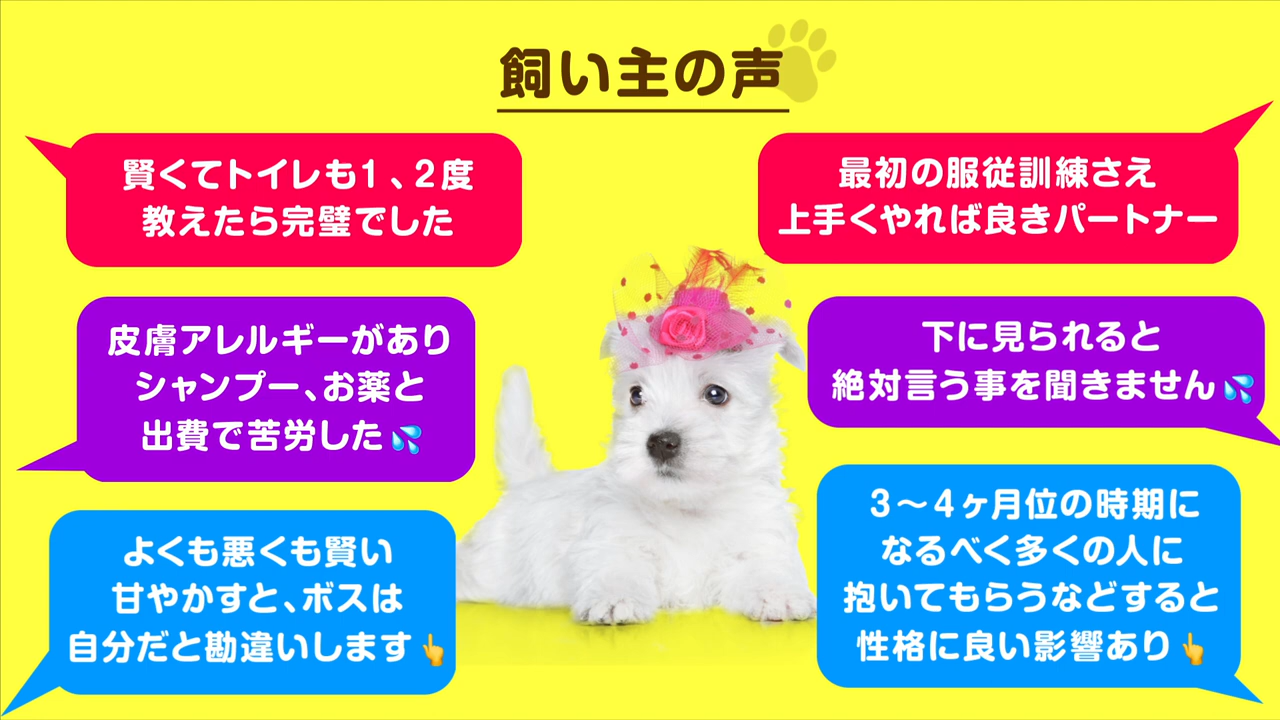 飼い主の声
賢くてトイレも1、2度
教えたら完璧でした
最初の服従訓練さえ
上手くやれば良きパートナー
皮膚アレルギーがあり
シャンプー、お薬と
出費で苦労した💦
下に見られると
絶対言う事を聞きません💦
よくも悪くも賢い
甘やかすと、ボスは
自分だと勘違いします👆
3〜4ヶ月位の時期に
なるべく多くの人に
抱いてもらうなどすると
性格に良い影響あり👆